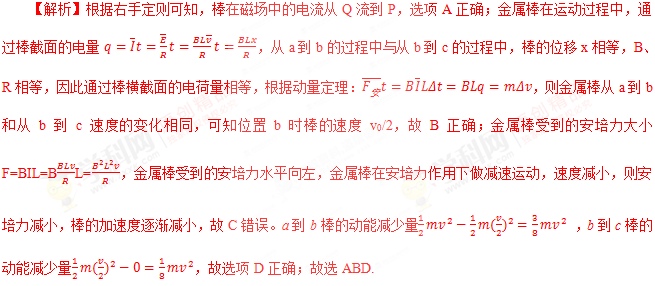 【解析】根据右手定则可知，棒在磁场中的电流从 Q 流到 P，选项 A 正确；金属棒在运动过程中，通
过棒截面的电量 $q=\overline{I}t=\frac{\overline{E}}{R}t=\frac{BL\overline{v}}{R}t=\frac{BLx}{R}$，从 a 到 b 的过程中与从 b 到 c 的过程中，棒的位移 x 相等，B、
R 相等，因此通过棒横截面的电荷量相等，根据动量定理：$\overline{F_{安}}t=B\overline{I}L\Delta t=BLq=m\Delta v$，则金属棒从 a 到 b
和从 b 到 c 速度的变化相同，可知位置 b 时棒的速度 v₀/2，故 B 正确；金属棒受到的安培力大小
F=BIL=B$\frac{BLv}{R}$L=$\frac{B^2L^2v}{R}$，金属棒受到的安培力水平向左，金属棒在安培力作用下做减速运动，速度减小，则安
培力减小，棒的加速度逐渐减小，故 C 错误。a 到 b 棒的动能减少量$\frac{1}{2}mv^2-\frac{1}{2}m(\frac{v}{2})^2=\frac{3}{8}mv^2$ ，b 到 c 棒的
动能减少量$\frac{1}{2}m(\frac{v}{2})^2-0=\frac{1}{8}mv^2$，故选项 D 正确；故选 ABD.